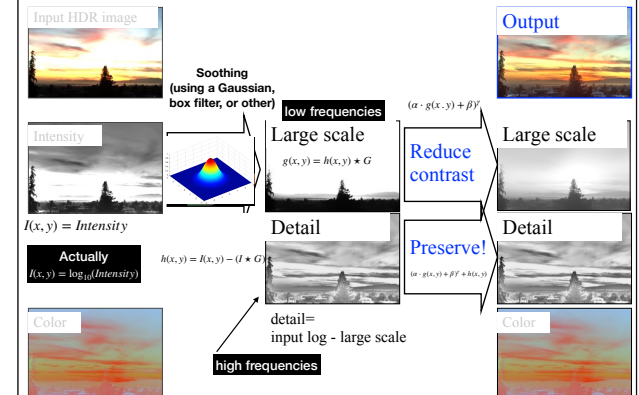 Input HDR image
Output
Soothing
(using a Gaussian,
box filter, or other)
low frequencies
(α · g(x . y) + β)^γ
Intensity
Large scale
g(x, y) = h(x, y) ★ G
Reduce
contrast
Large scale
I(x, y) = Intensity
Detail
Preserve!
Detail
Actually
I(x, y) = log₁₀(Intensity)
h(x, y) = I(x, y) − (I ★ G)
(α · g(x, y) + β)^γ + h(x, y)
Color
detail=
input log - large scale
Color
high frequencies